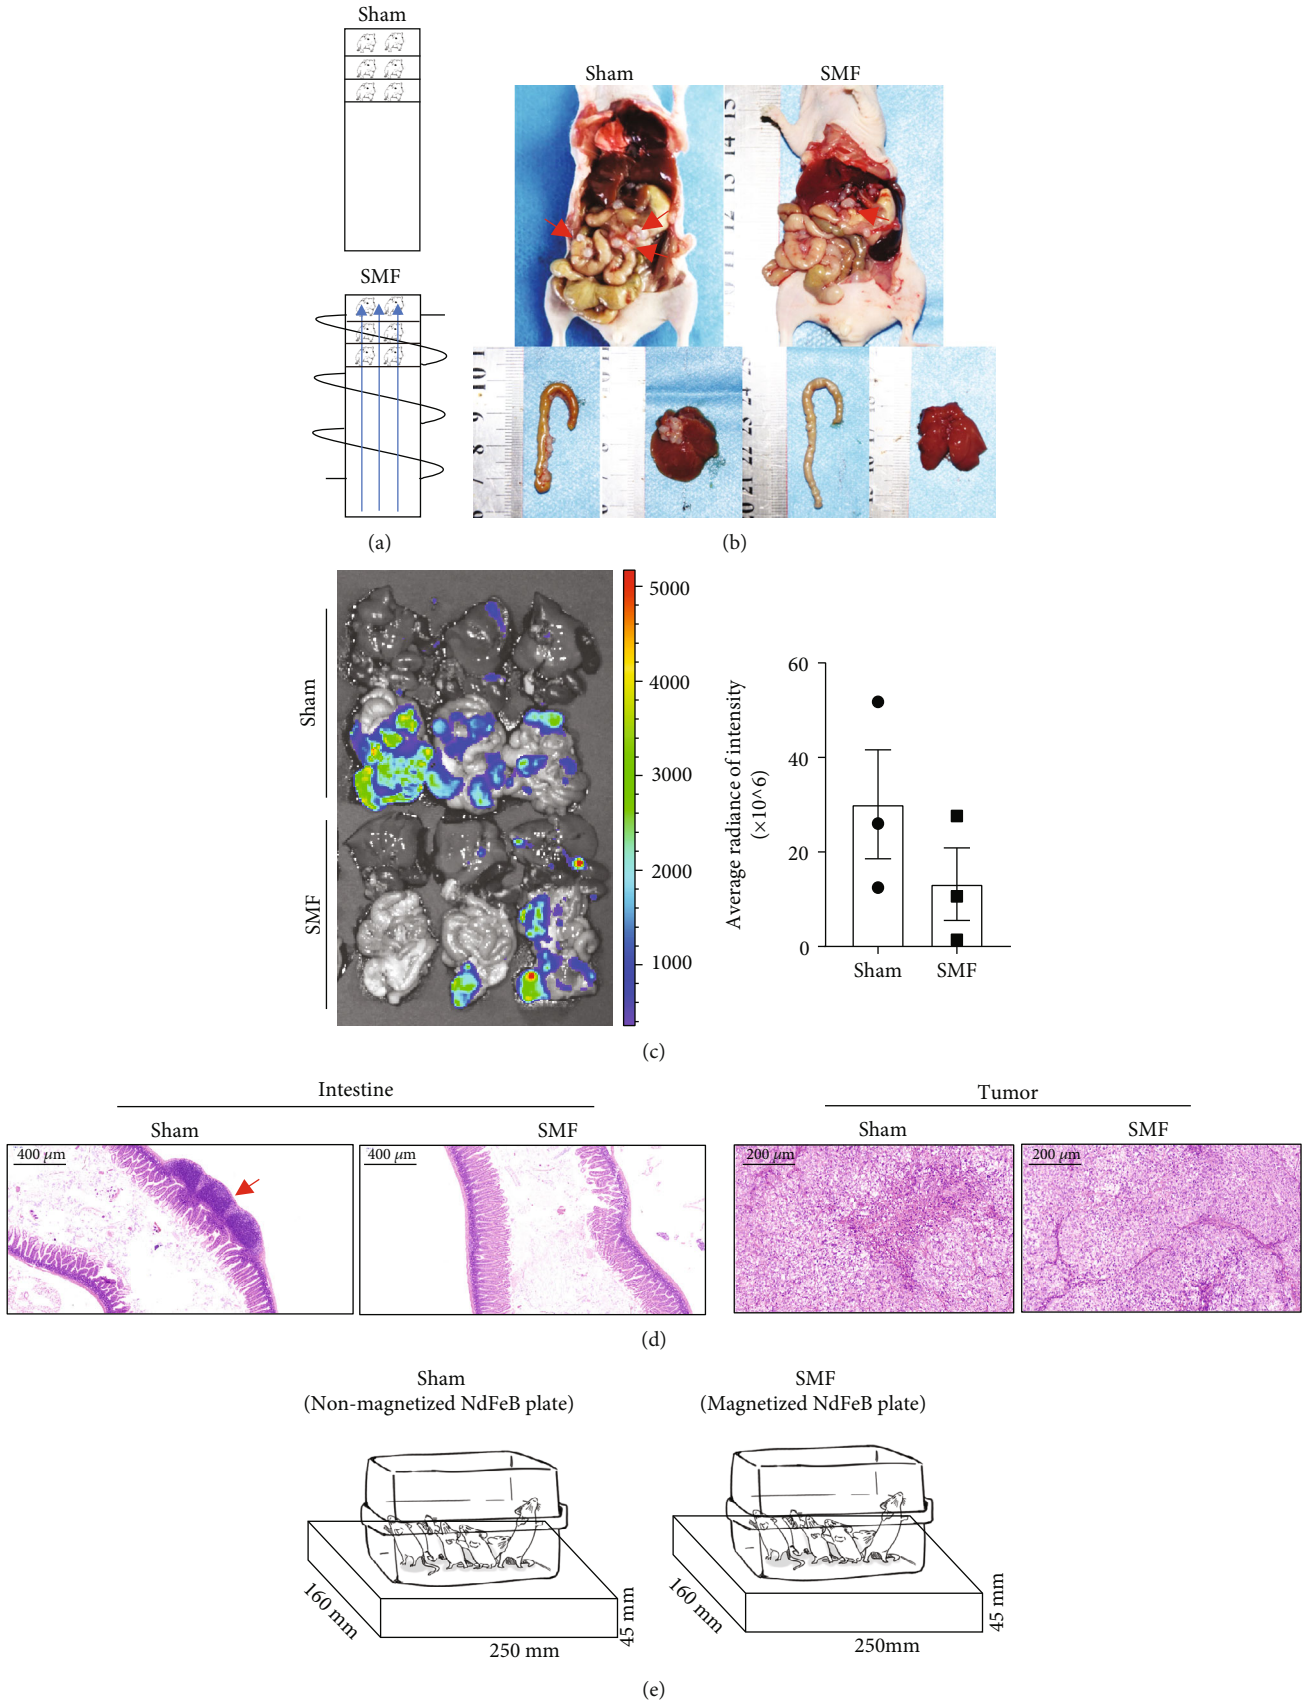 Sham
SMF
(a)
Sham
SMF
(b)
Sham
SMF
5000
4000
3000
2000
1000
Average radiance of intensity
(×10^6)
60
40
20
0
Sham
SMF
(c)
Intestine
Sham
SMF
400 μm
400 μm
Tumor
Sham
SMF
200 μm
200 μm
(d)
Sham
(Non-magnetized NdFeB plate)
160 mm
250 mm
45 mm
SMF
(Magnetized NdFeB plate)
160 mm
250mm
45 mm
(e)